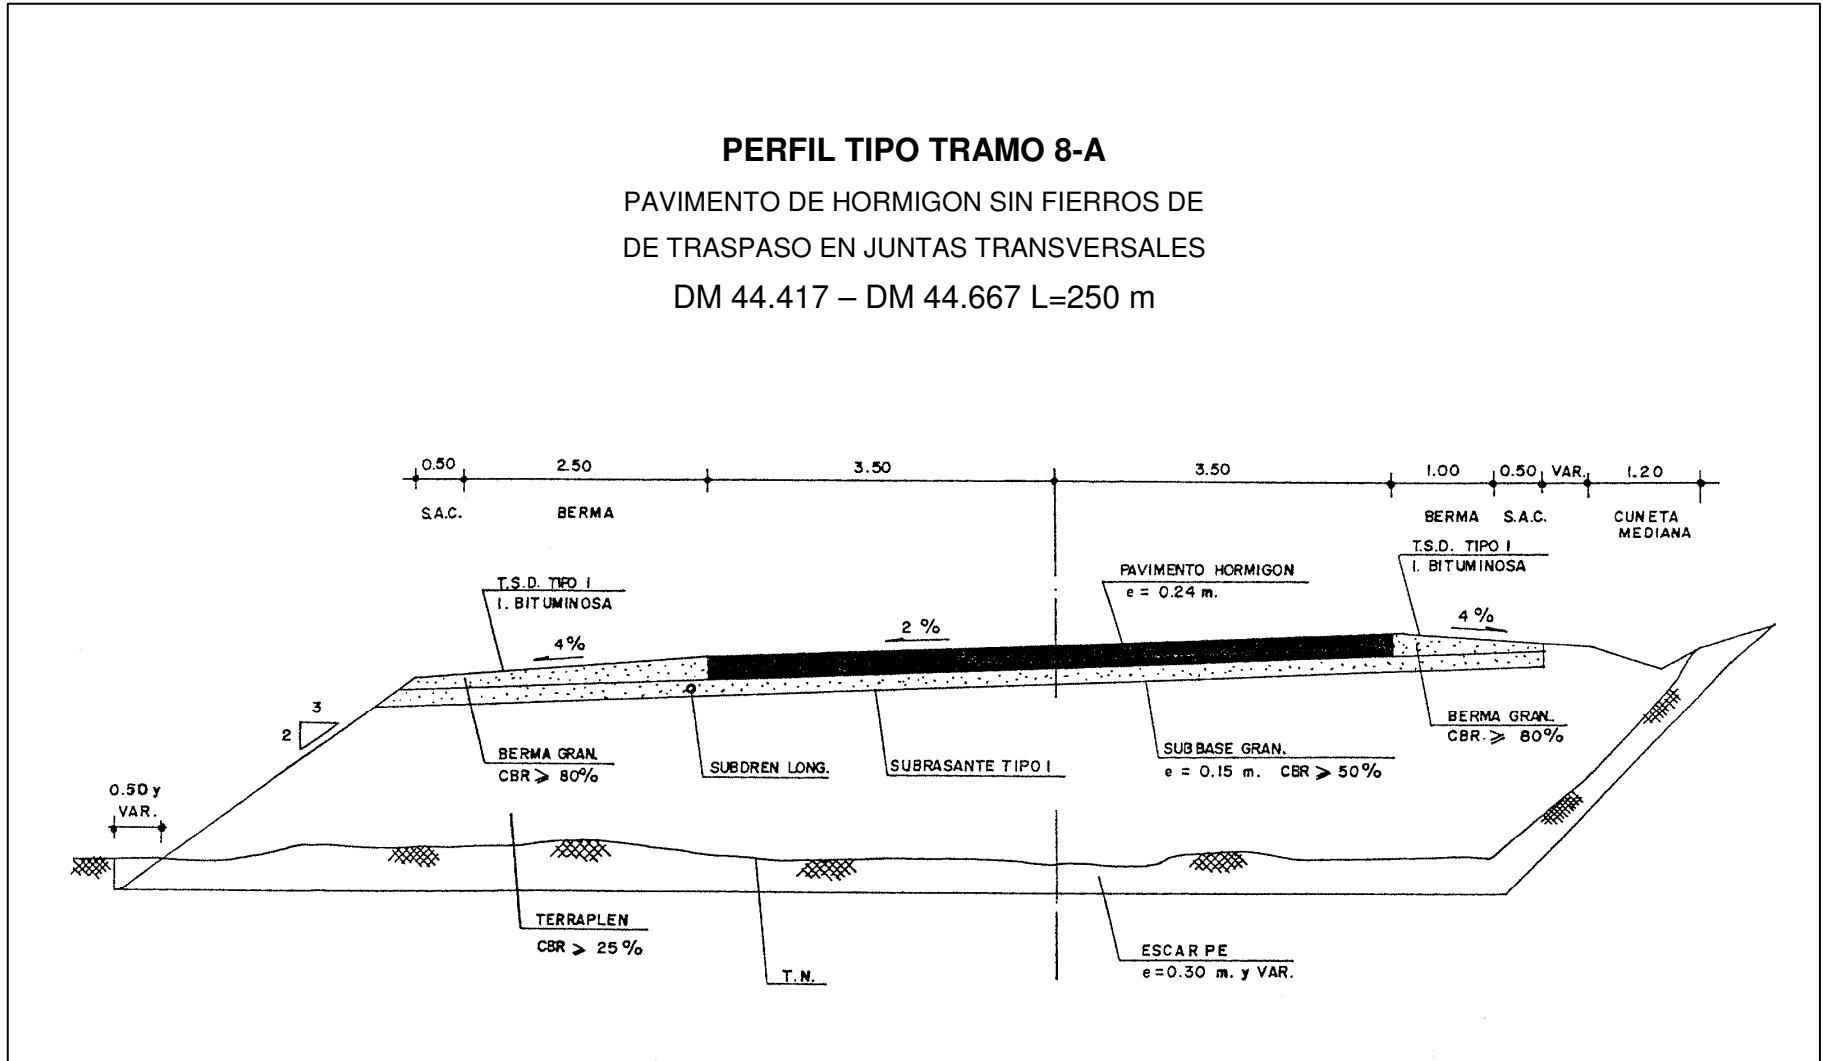 PERFIL TIPO TRAMO 8-A
PAVIMENTO DE HORMIGON SIN FIERROS DE
DE TRASPASO EN JUNTAS TRANSVERSALES
DM 44.417 – DM 44.667 L=250 m
0.50 2.50 3.50 3.50 1.00 0.50 VAR. 1.20
S.A.C. BERMA BERMA S.A.C. CUNETA
MEDIANA
T.S.D. TIPO I
I. BITUMINOSA
PAVIMENTO HORMIGON
e = 0.24 m.
T.S.D. TIPO I
I. BITUMINOSA
4%
2 %
4 %
3
2
BERMA GRAN.
CBR ⩾ 80%
SUBDREN LONG.
SUBRASANTE TIPO I
SUBBASE GRAN.
e = 0.15 m. CBR ⩾ 50%
BERMA GRAN.
CBR. ⩾ 80%
0.50 y
VAR.
TERRAPLEN
CBR ⩾ 25%
T.N.
ESCARPE
e=0.30 m. y VAR.